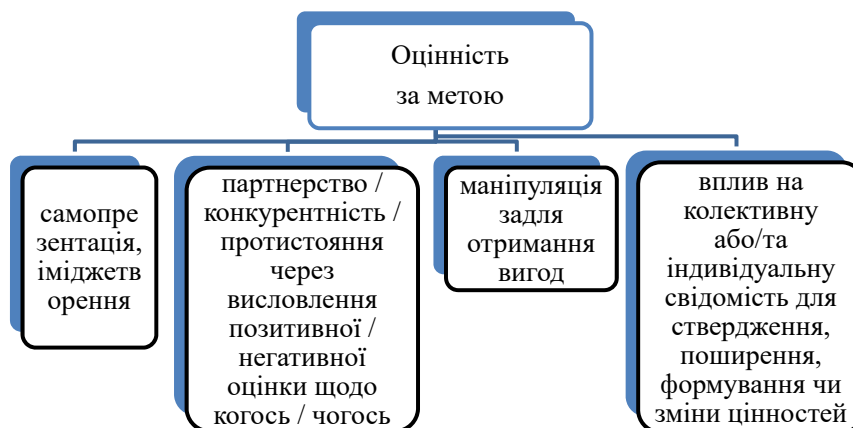 Оцінність
за метою
самопре
зентація,
іміджетв
орення
партнерство /
конкурентність /
протистояння
через
висловлення
позитивної /
негативної
оцінки щодо
когось / чогось
маніпуляція
задля
отримання
вигод
вплив на
колективну
або/та
індивідуальну
свідомість для
ствердження,
поширення,
формування чи
зміни цінностей